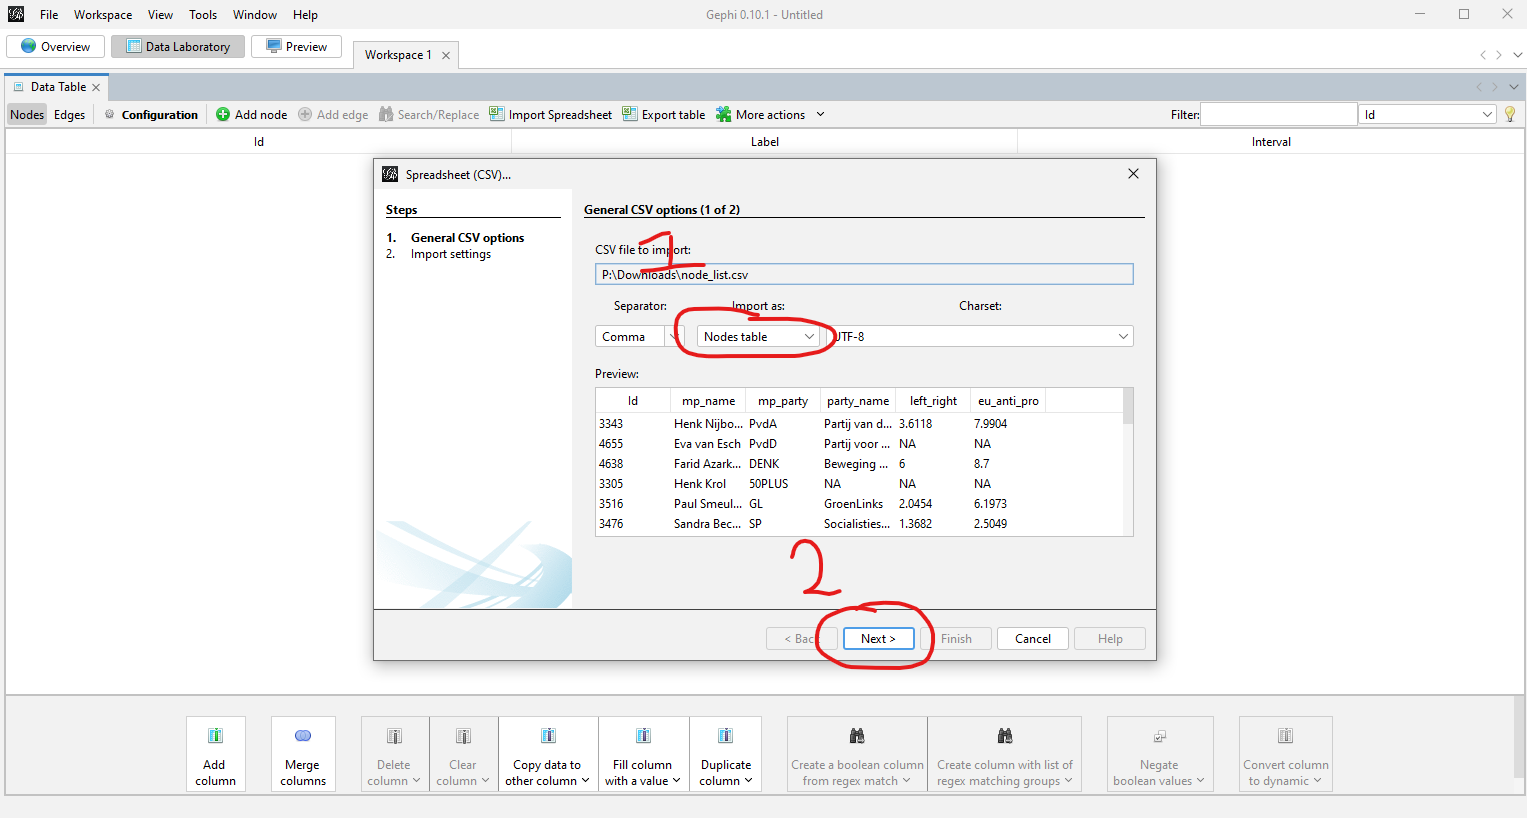 File Workspace View Tools Window Help Gephi 0.10.1 - Untitled
Overview Data Laboratory Preview Workspace 1
Data Table
Nodes Edges Configuration Add node Add edge Search/Replace Import Spreadsheet Export table More actions Filter: Id
Id Label Interval
Spreadsheet (CSV)...
Steps
1. General CSV options
2. Import settings
General CSV options (1 of 2)
1
CSV file to import:
P:\Downloads\node_list.csv
Separator: Import as: Charset:
Comma Nodes table UTF-8
Preview:
Id mp_name mp_party party_name left_right eu_anti_pro
3343 Henk Nijbo... PvdA Partij van d... 3.6118 7.9904
4655 Eva van Esch PvdD Partij voor ... NA NA
4638 Farid Azark... DENK Beweging ... 6 8.7
3305 Henk Krol 50PLUS NA NA NA
3516 Paul Smeul... GL GroenLinks 2.0454 6.1973
3476 Sandra Bec... SP Socialisties... 1.3682 2.5049
2
< Back Next > Finish Cancel Help
Add column
Merge columns
Delete column
Clear column
Copy data to other column
Fill column with a value
Duplicate column
Create a boolean column from regex match
Create column with list of regex matching groups
Negate boolean values
Convert column to dynamic